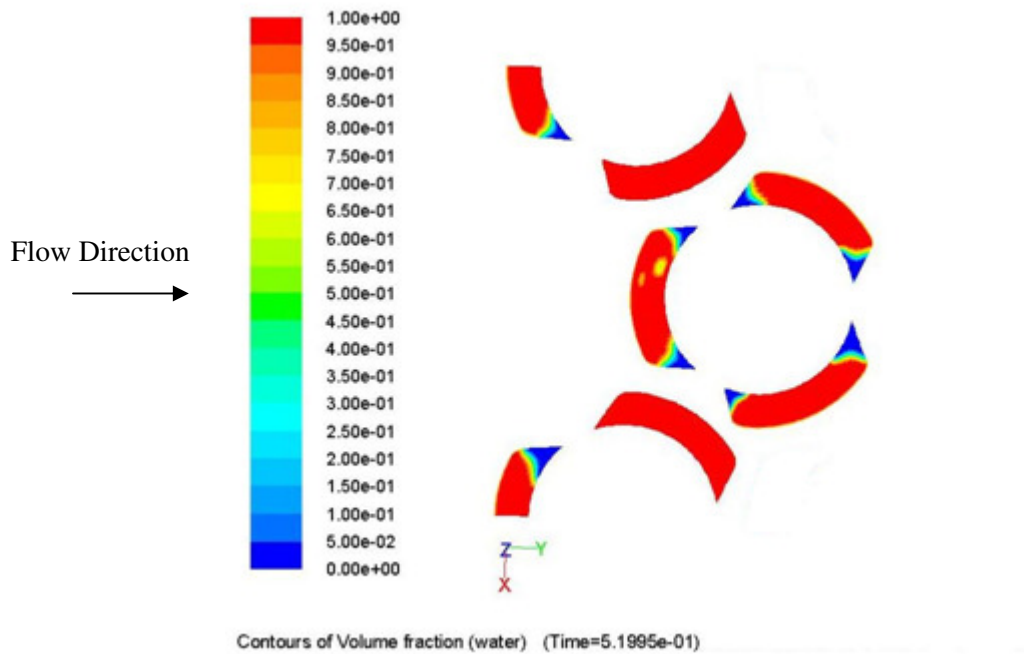 1.00e+00
9.50e-01
9.00e-01
8.50e-01
8.00e-01
7.50e-01
7.00e-01
6.50e-01
6.00e-01
5.50e-01
5.00e-01
4.50e-01
4.00e-01
3.50e-01
3.00e-01
2.50e-01
2.00e-01
1.50e-01
1.00e-01
5.00e-02
0.00e+00
Flow Direction
Z Y
X
Contours of Volume fraction (water) (Time=5.1995e-01)